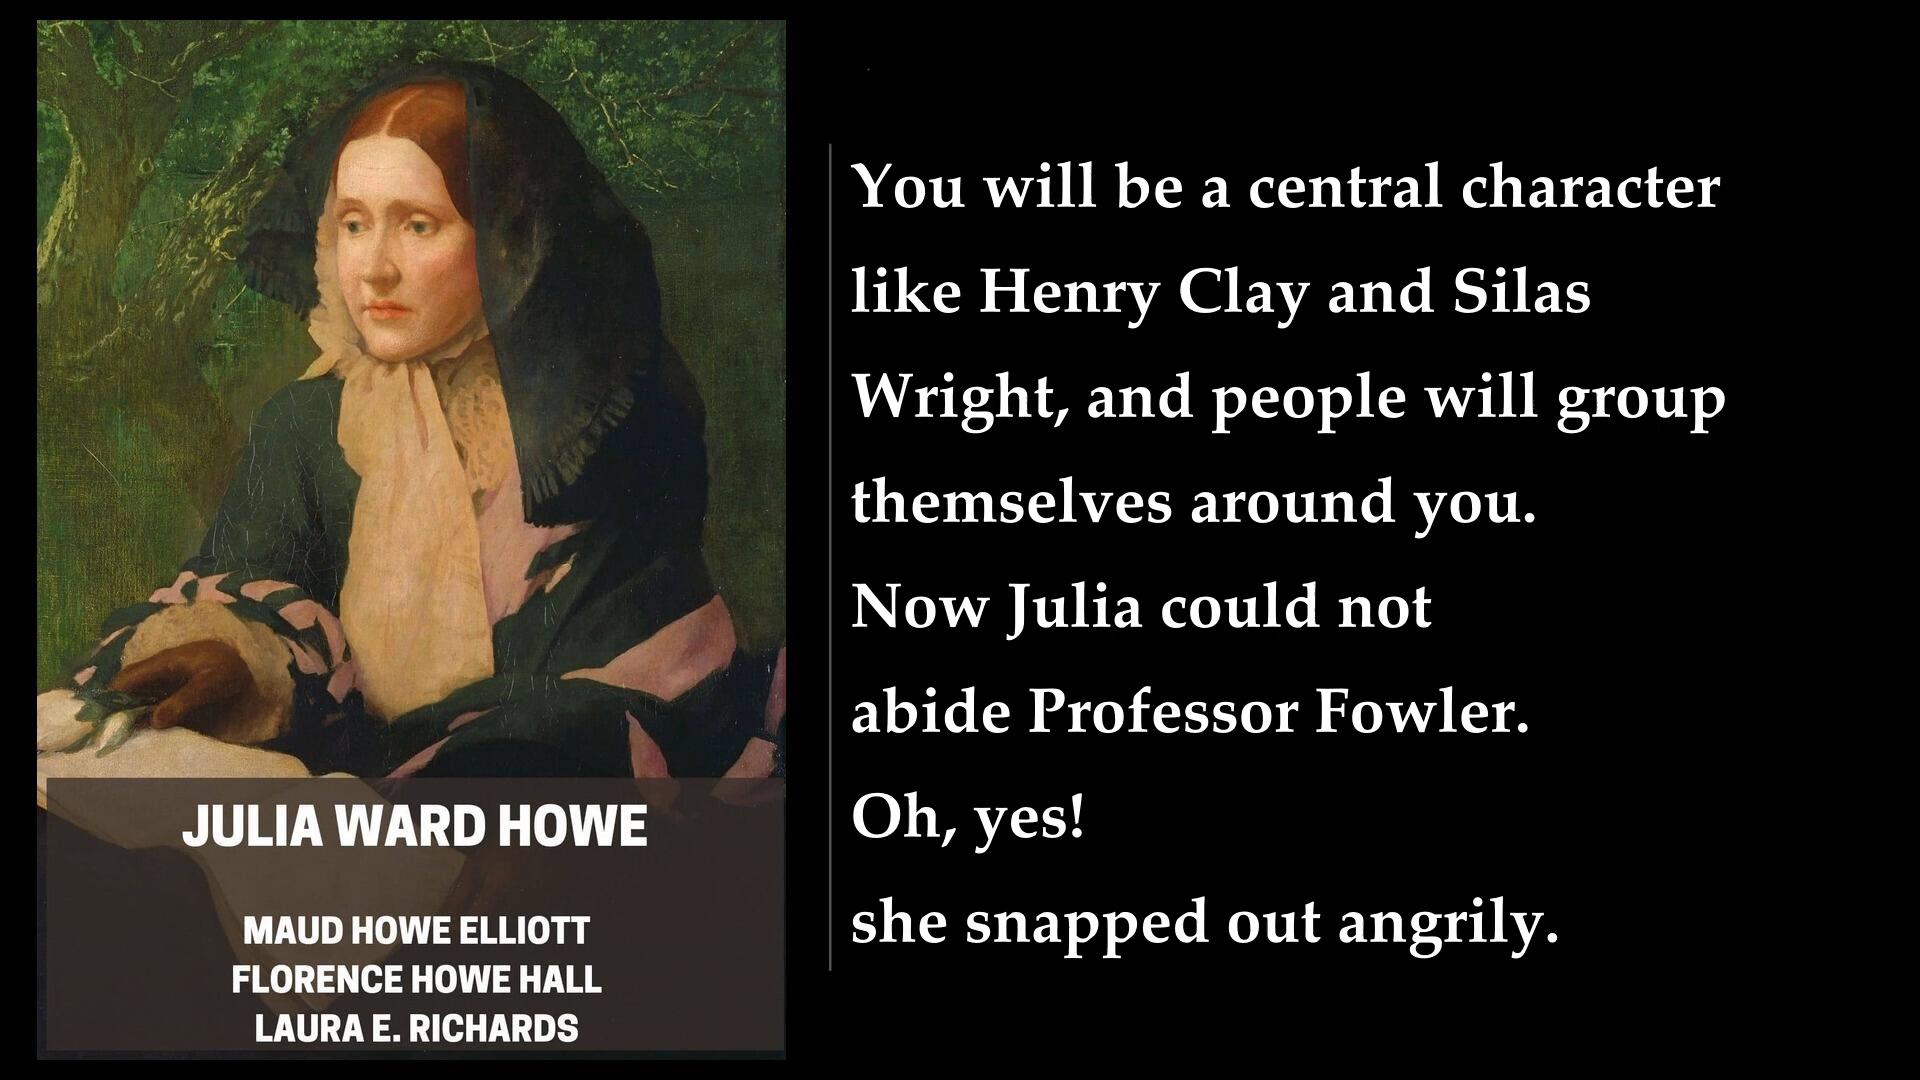 JULIA WARD HOWE
MAUD HOWE ELLIOTT
FLORENCE HOWE HALL
LAURA E. RICHARDS
You will be a central character
like Henry Clay and Silas
Wright, and people will group
themselves around you.
Now Julia could not
abide Professor Fowler.
Oh, yes!
she snapped out angrily.